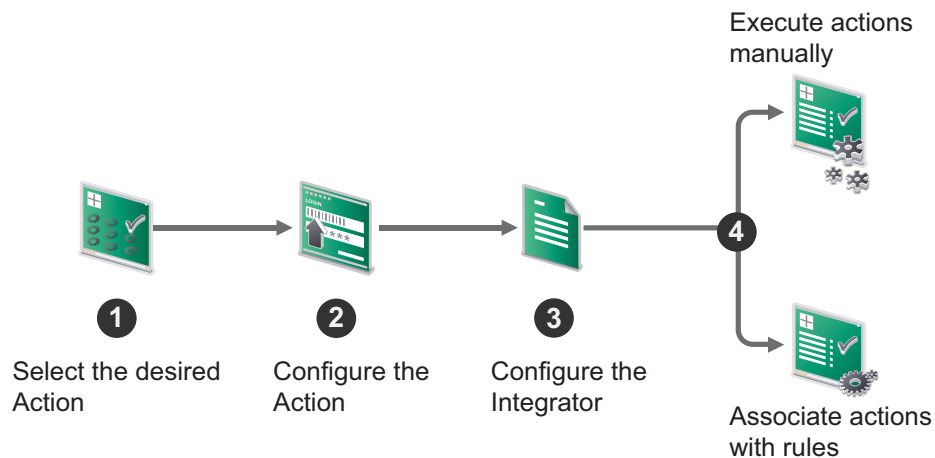 Execute actions
manually
LOGIN
****
4
1
2
3
Select the desired
Action
Configure the
Action
Configure the
Integrator
Associate actions
with rules